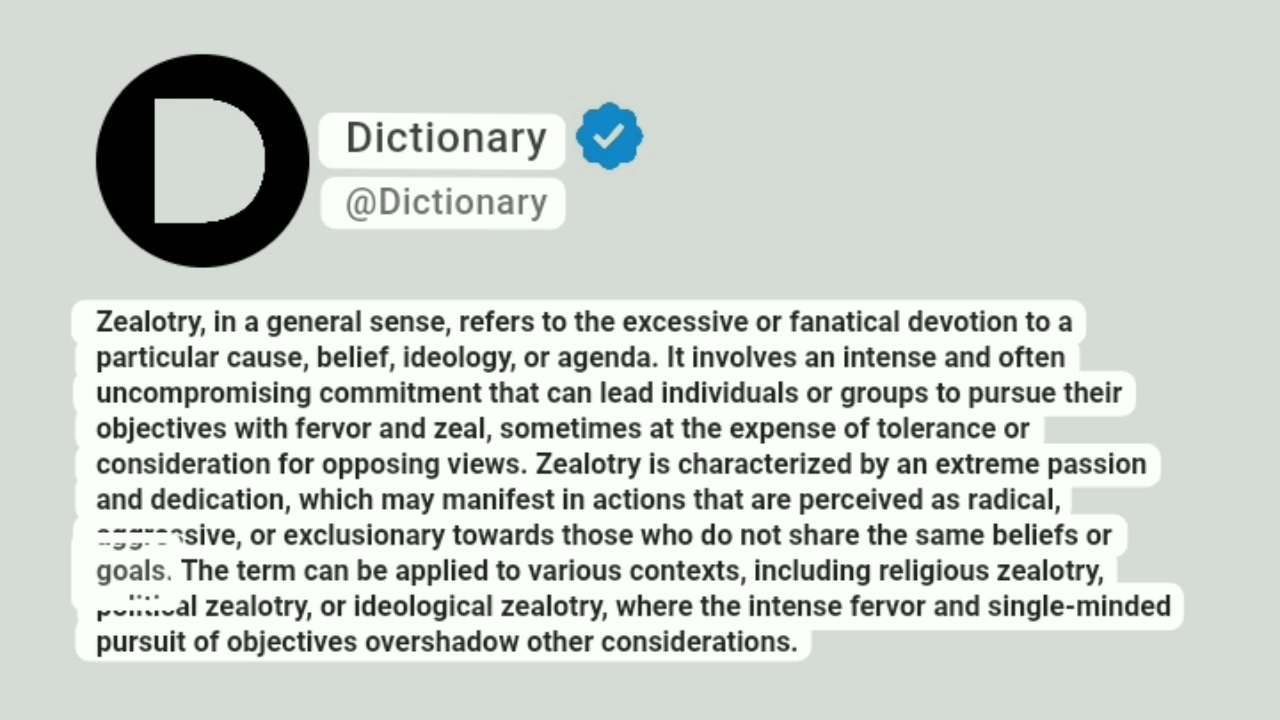 D
Dictionary
@Dictionary
Zealotry, in a general sense, refers to the excessive or fanatical devotion to a
particular cause, belief, ideology, or agenda. It involves an intense and often
uncompromising commitment that can lead individuals or groups to pursue their
objectives with fervor and zeal, sometimes at the expense of tolerance or
consideration for opposing views. Zealotry is characterized by an extreme passion
and dedication, which may manifest in actions that are perceived as radical,
aggressive, or exclusionary towards those who do not share the same beliefs or
goals. The term can be applied to various contexts, including religious zealotry,
political zealotry, or ideological zealotry, where the intense fervor and single-minded
pursuit of objectives overshadow other considerations.